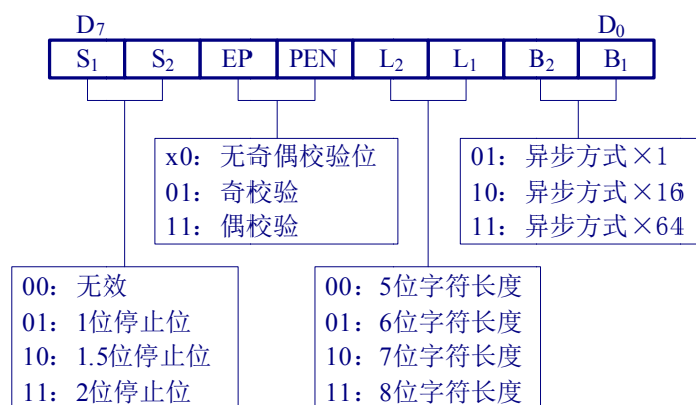 D7 D0
S1 S2 EP PEN L2 L1 B2 B1
x0：无奇偶校验位
01：奇校验
11：偶校验
01：异步方式×1
10：异步方式×16
11：异步方式×64
00：无效
01：1位停止位
10：1.5位停止位
11：2位停止位
00：5位字符长度
01：6位字符长度
10：7位字符长度
11：8位字符长度